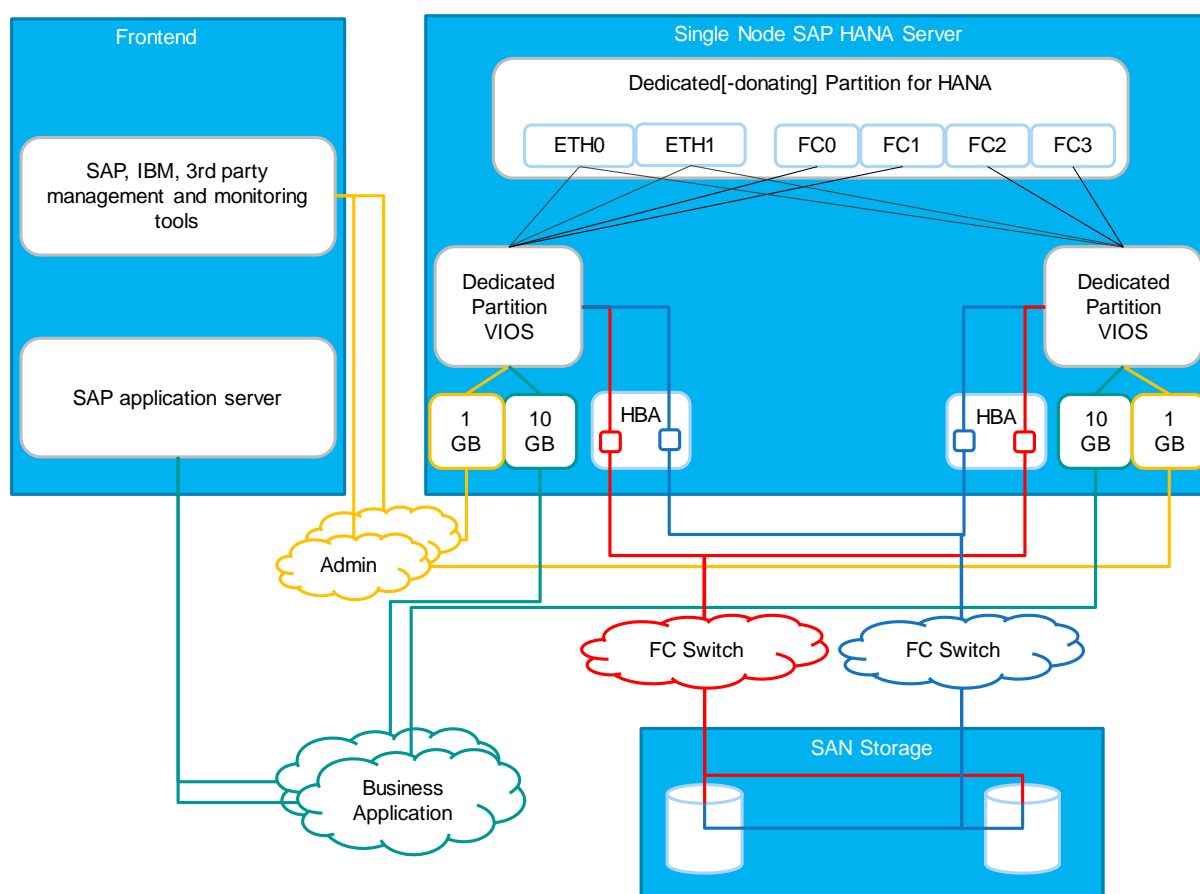 Frontend
Single Node SAP HANA Server
Dedicated[-donating] Partition for HANA
ETH0
ETH1
FC0
FC1
FC2
FC3
SAP, IBM, 3rd party
management and monitoring
tools
SAP application server
Dedicated
Partition
VIOS
Dedicated
Partition
VIOS
1
GB
10
GB
HBA
HBA
10
GB
1
GB
Admin
FC Switch
FC Switch
Business
Application
SAN Storage